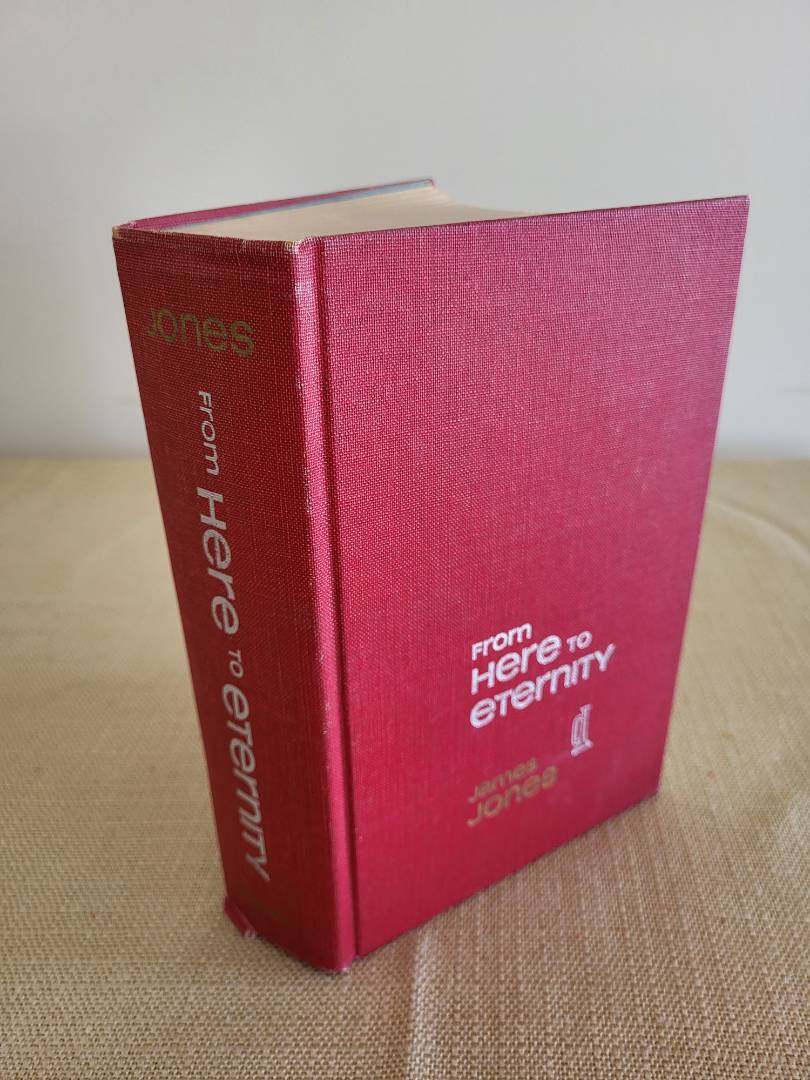 Jones
From Here to eternity
From
Here to
eternity
James
Jones